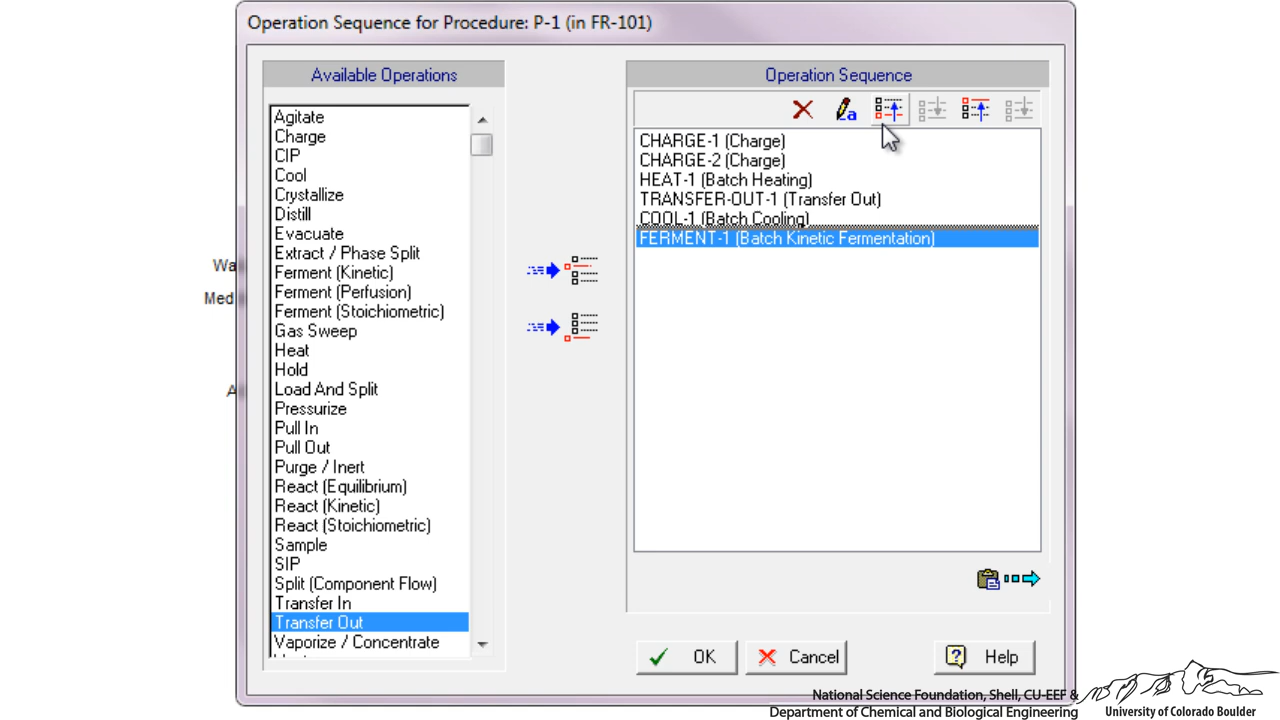 Operation Sequence for Procedure: P-1 (in FR-101)
Available Operations
Agitate
Charge
CIP
Cool
Crystallize
Distill
Evacuate
Extract / Phase Split
Ferment (Kinetic)
Ferment (Perfusion)
Ferment (Stoichiometric)
Gas Sweep
Heat
Hold
Load And Split
Pressurize
Pull In
Pull Out
Purge / Inert
React (Equilibrium)
React (Kinetic)
React (Stoichiometric)
Sample
SIP
Split (Component Flow)
Transfer In
Transfer Out
Vaporize / Concentrate
Operation Sequence
CHARGE-1 (Charge)
CHARGE-2 (Charge)
HEAT-1 (Batch Heating)
TRANSFER-OUT-1 (Transfer Out)
COOL-1 (Batch Cooling)
FERMENT-1 (Batch Kinetic Fermentation)
Wa
Med
A
OK
Cancel
Help
National Science Foundation, Shell, CU-EEF &
Department of Chemical and Biological Engineering
University of Colorado Boulder